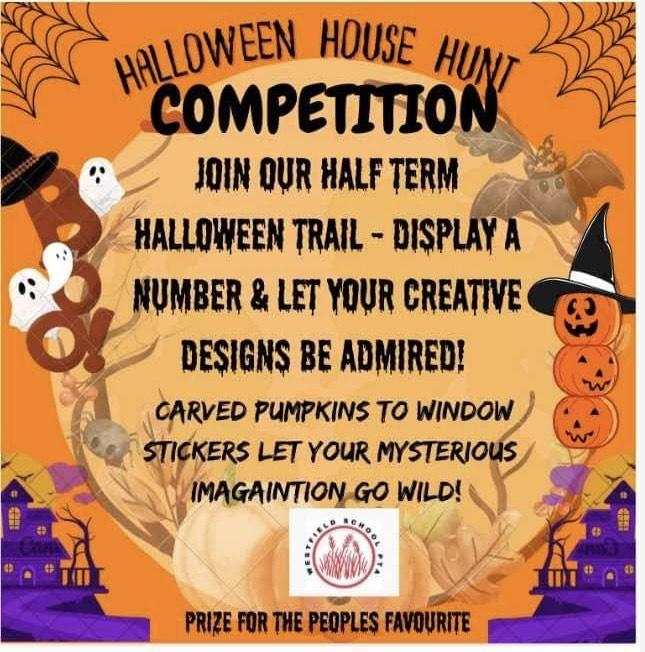 HALLOWEEN HOUSE HUNT
COMPETITION
JOIN OUR HALF TERM
HALLOWEEN TRAIL - DISPLAY A
NUMBER & LET YOUR CREATIVE
DESIGNS BE ADMIRED!
CARVED PUMPKINS TO WINDOW
STICKERS LET YOUR MYSTERIOUS
IMAGAINTION GO WILD!
BOO!
WESTFIELD SCHOOL PTA
PRIZE FOR THE PEOPLES FAVOURITE